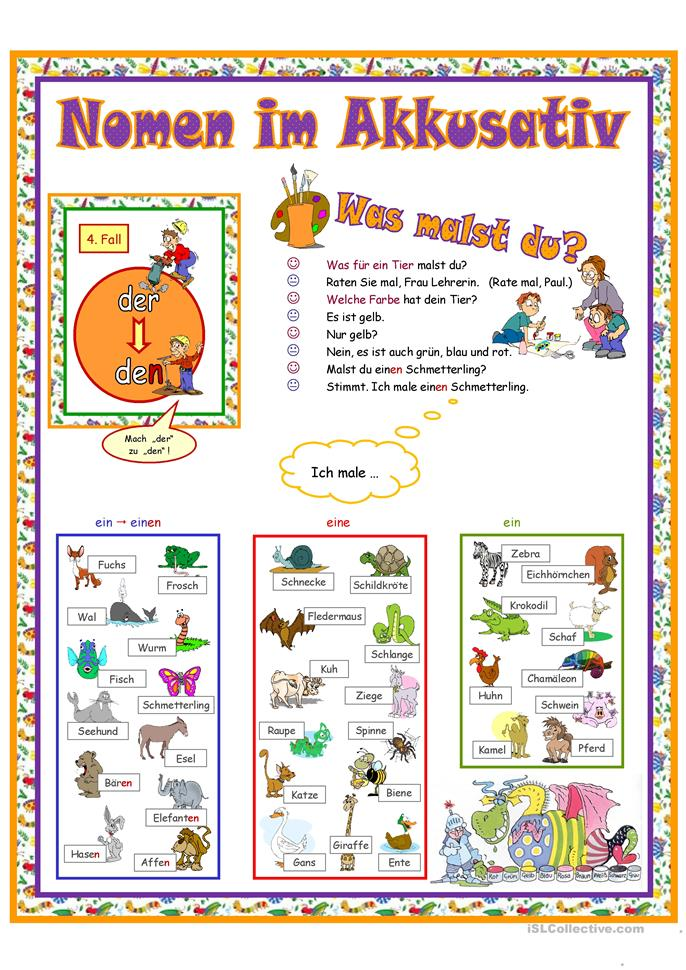 Nomen im Akkusativ
4. Fall
der
den
Mach „der“
zu „den“ !
Was malst du?
Was für ein Tier malst du?
Raten Sie mal, Frau Lehrerin. (Rate mal, Paul.)
Welche Farbe hat dein Tier?
Es ist gelb.
Nur gelb?
Nein, es ist auch grün, blau und rot.
Malst du einen Schmetterling?
Stimmt. Ich male einen Schmetterling.
Ich male …
ein → einen
Fuchs
Frosch
Wal
Wurm
Fisch
Schmetterling
Seehund
Esel
Bären
Elefanten
Hasen
Affen
eine
Schnecke
Schildkröte
Fledermaus
Schlange
Kuh
Ziege
Raupe
Spinne
Katze
Biene
Giraffe
Gans
Ente
ein
Zebra
Eichhörnchen
Krokodil
Schaf
Chamäleon
Huhn
Schwein
Kamel
Pferd
Rot Grün Gelb Blau Rosa Braun Weiß Schwarz Grau
iSLCollective.com